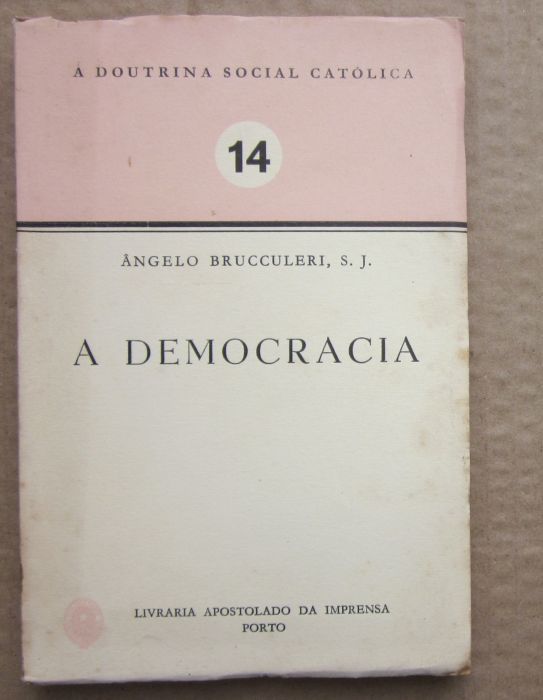 A DOUTRINA SOCIAL CATÓLICA
14
ÂNGELO BRUCCULERI, S. J.
A DEMOCRACIA
LIVRARIA APOSTOLADO DA IMPRENSA
PORTO